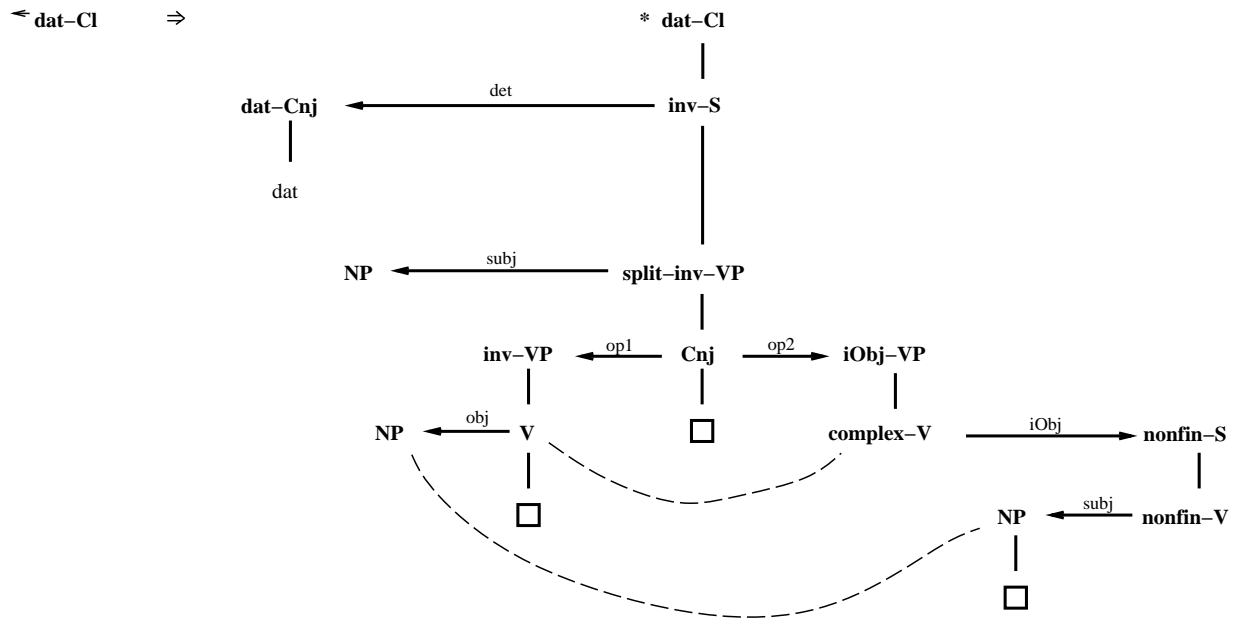 dat–Cl ⇒ * dat–Cl
det
dat–Cnj inv–S
dat
subj
NP split–inv–VP
op1 op2
inv–VP Cnj iObj–VP
obj iObj
NP V complex–V nonfin–S
subj
NP nonfin–V